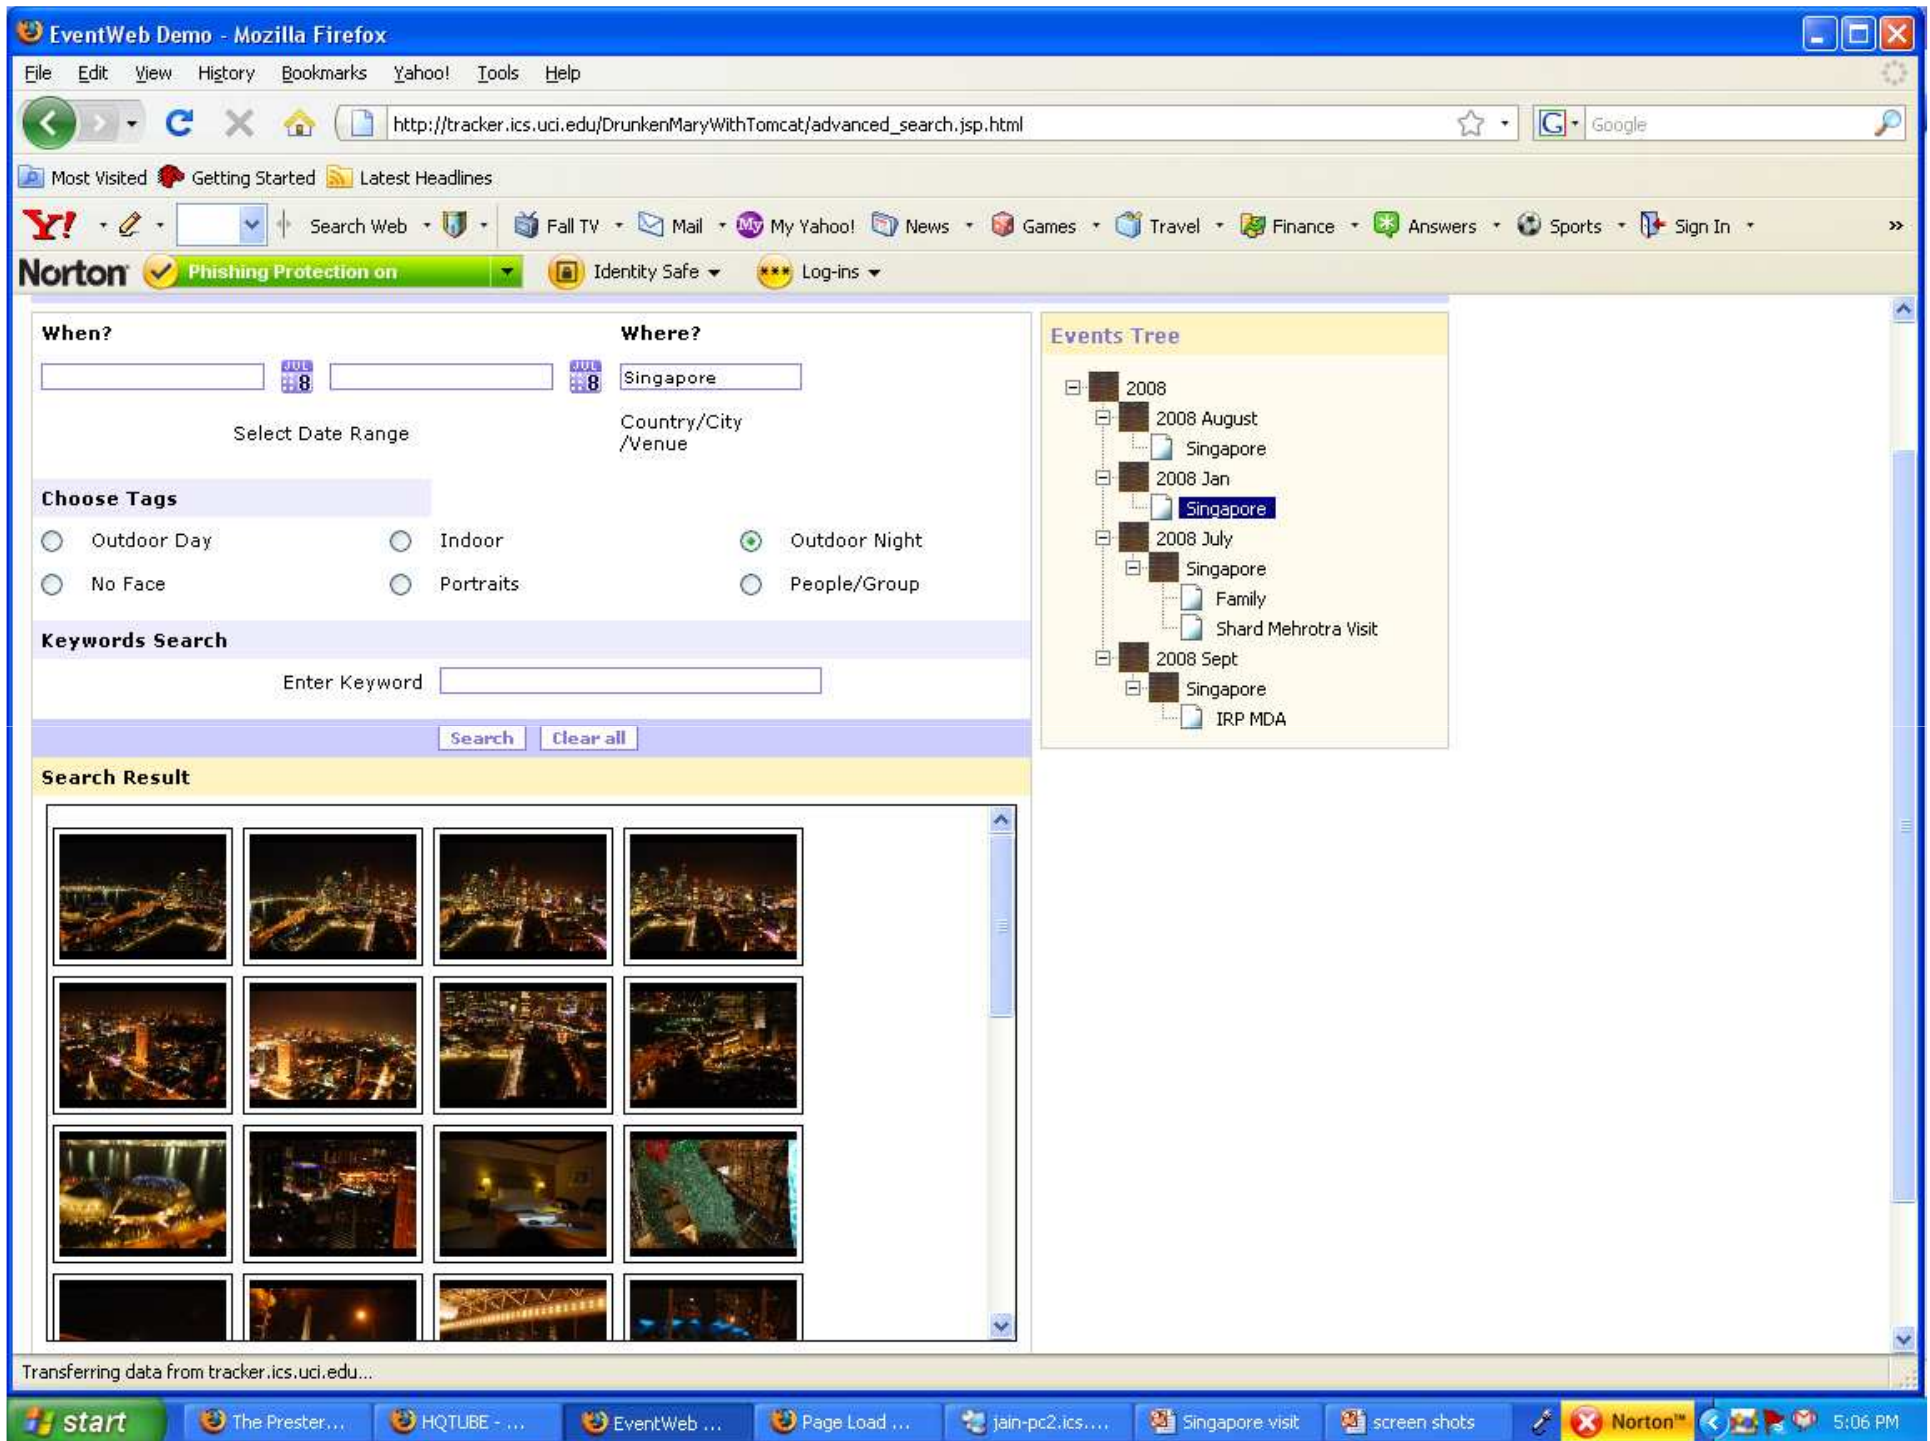 EventWeb Demo - Mozilla Firefox
File Edit View History Bookmarks Yahoo! Tools Help
http://tracker.ics.uci.edu/DrunkenMaryWithTomcat/advanced_search.jsp.html
G Google
Most Visited Getting Started Latest Headlines
Y! Search Web Fall TV Mail My My Yahoo! News Games Travel Finance Answers Sports Sign In »
Norton Phishing Protection on Identity Safe Log-ins
When? Where?
JUL 8 JUL 8 Singapore
Select Date Range
Country/City
/Venue
Choose Tags
Outdoor Day Indoor Outdoor Night
No Face Portraits People/Group
Keywords Search
Enter Keyword
Search Clear all
Search Result
Events Tree
2008
2008 August
Singapore
2008 Jan
Singapore
2008 July
Singapore
Family
Shard Mehrotra Visit
2008 Sept
Singapore
IRP MDA
Transferring data from tracker.ics.uci.edu...
start The Prester... HQTUBE - ... EventWeb ... Page Load ... jain-pc2.ics.... Singapore visit screen shots Norton™ 5:06 PM